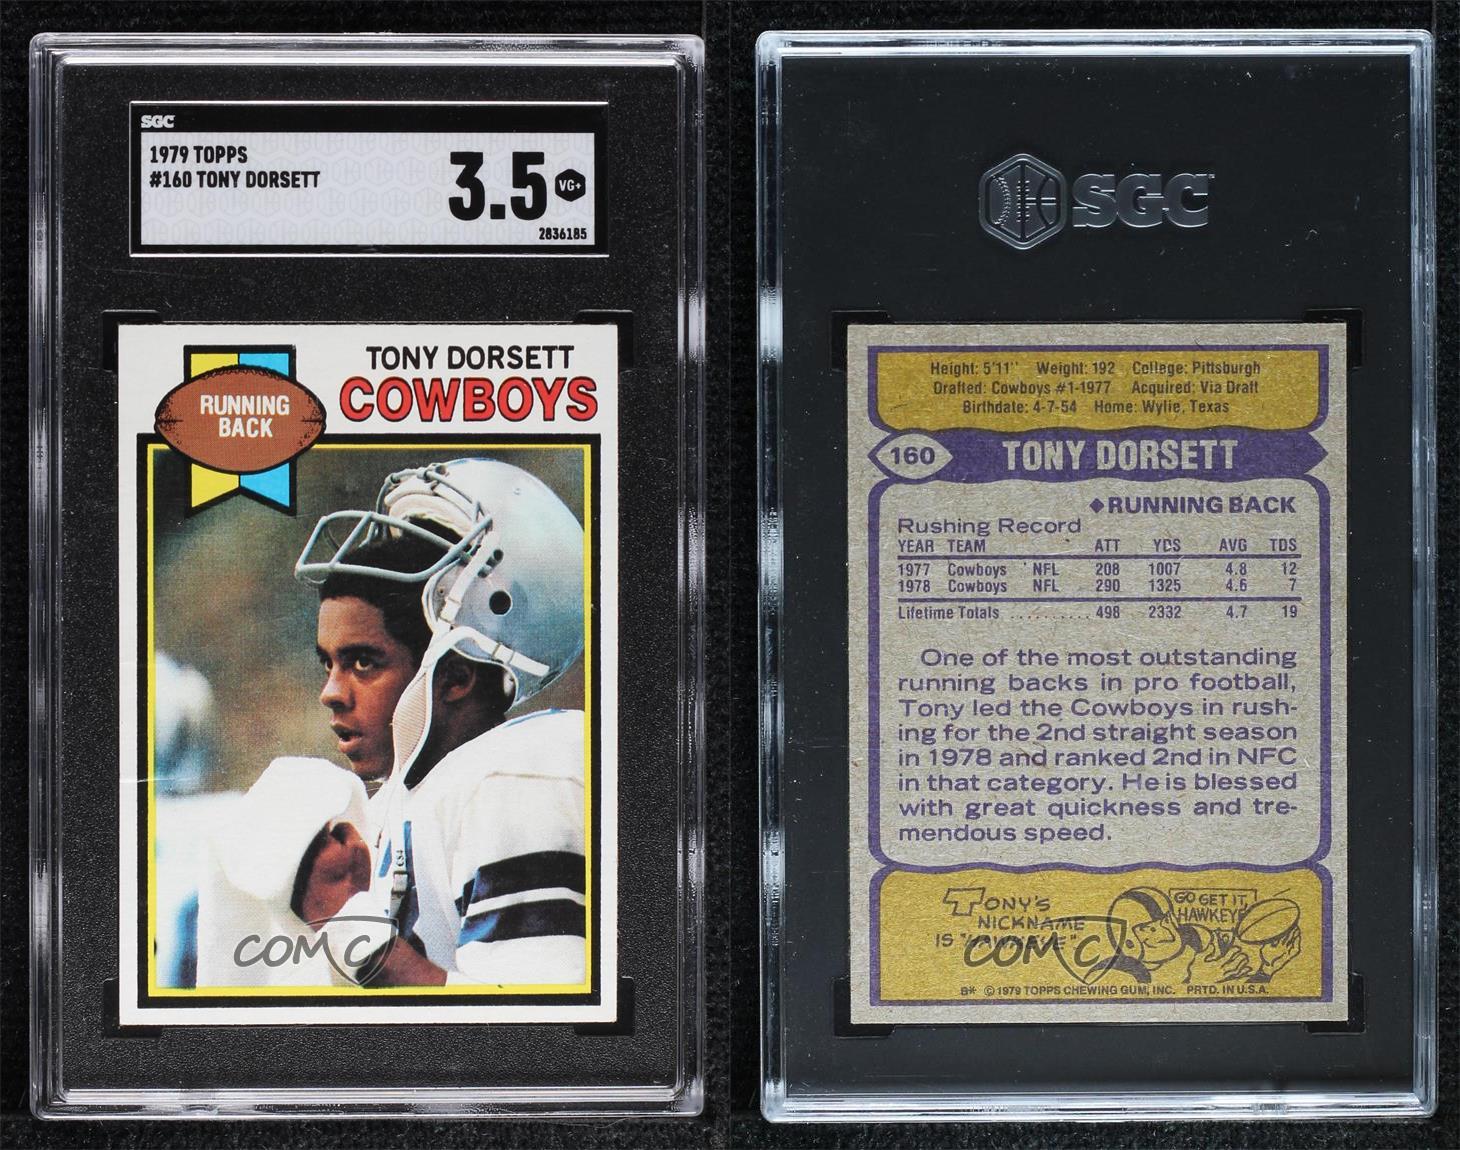 SGC
1979 TOPPS
#160 TONY DORSETT
3.5 VG+
2836185
TONY DORSETT
COWBOYS
RUNNING
BACK
CSA
COMC
SGC
Height: 5'11" Weight: 192 College: Pittsburgh
Drafted: Cowboys #1-1977 Acquired: Via Draft
Birthdate: 4-7-54 Home: Wylie, Texas
160 TONY DORSETT
◆RUNNING BACK
Rushing Record
YEAR TEAM ATT YDS AVG TDS
1977 Cowboys NFL 208 1007 4.8 12
1978 Cowboys NFL 290 1325 4.6 7
Lifetime Totals .......... 498 2332 4.7 19
One of the most outstanding
running backs in pro football,
Tony led the Cowboys in rush-
ing for the 2nd straight season
in 1978 and ranked 2nd in NFC
in that category. He is blessed
with great quickness and tre-
mendous speed.
TONY'S
NICKNAME
IS "HAWKEYE"
GO GET IT,
HAWKEYE
COMC
B* © 1979 TOPPS CHEWING GUM, INC. PRTD. IN U.S.A.